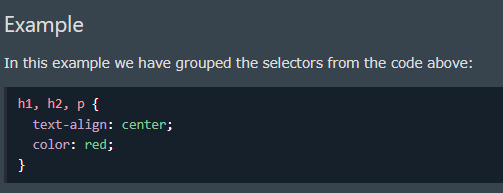 Example
In this example we have grouped the selectors from the code above:
h1, h2, p {
  text-align: center;
  color: red;
}